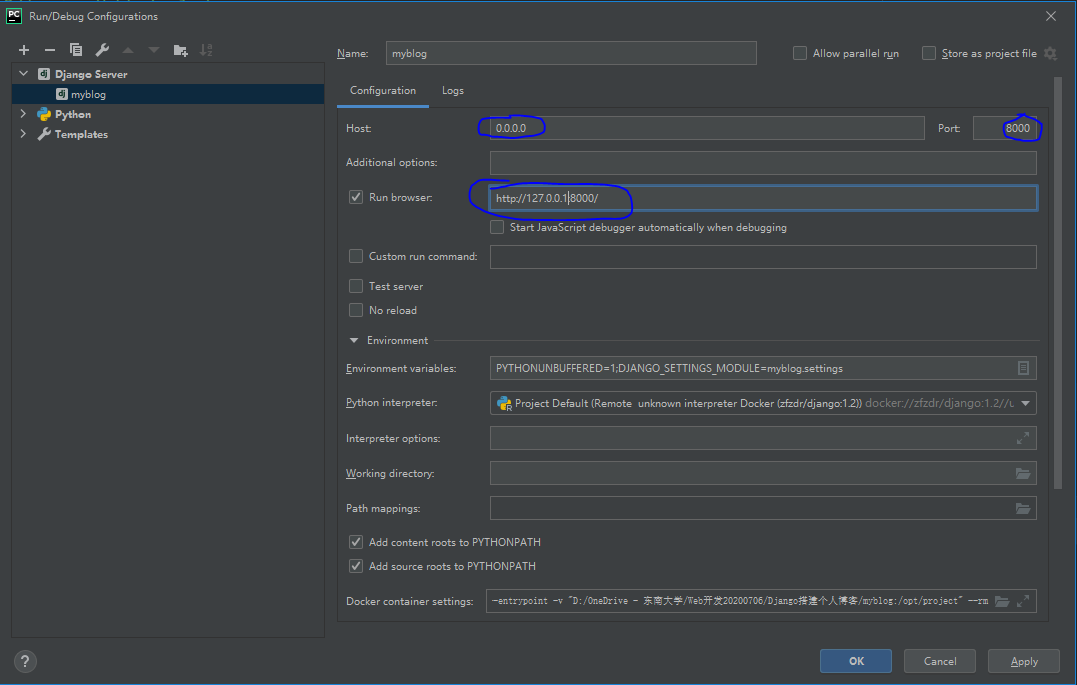 PC Run/Debug Configurations
Name: myblog Allow parallel run Store as project file
dj Django Server
dj myblog
Python
Templates
Configuration Logs
Host: 0.0.0.0 Port: 8000
Additional options:
Run browser: http://127.0.0.1:8000/
Start JavaScript debugger automatically when debugging
Custom run command:
Test server
No reload
Environment
Environment variables: PYTHONUNBUFFERED=1;DJANGO_SETTINGS_MODULE=myblog.settings
Python interpreter: Project Default (Remote unknown interpreter Docker (zfzdr/django:1.2)) docker://zfzdr/django:1.2//u
Interpreter options:
Working directory:
Path mappings:
Add content roots to PYTHONPATH
Add source roots to PYTHONPATH
Docker container settings: -entrypoint -v "D:/OneDrive - 东南大学/Web开发20200706/Django搭建个人博客/myblog:/opt/project" --rm
? OK Cancel Apply